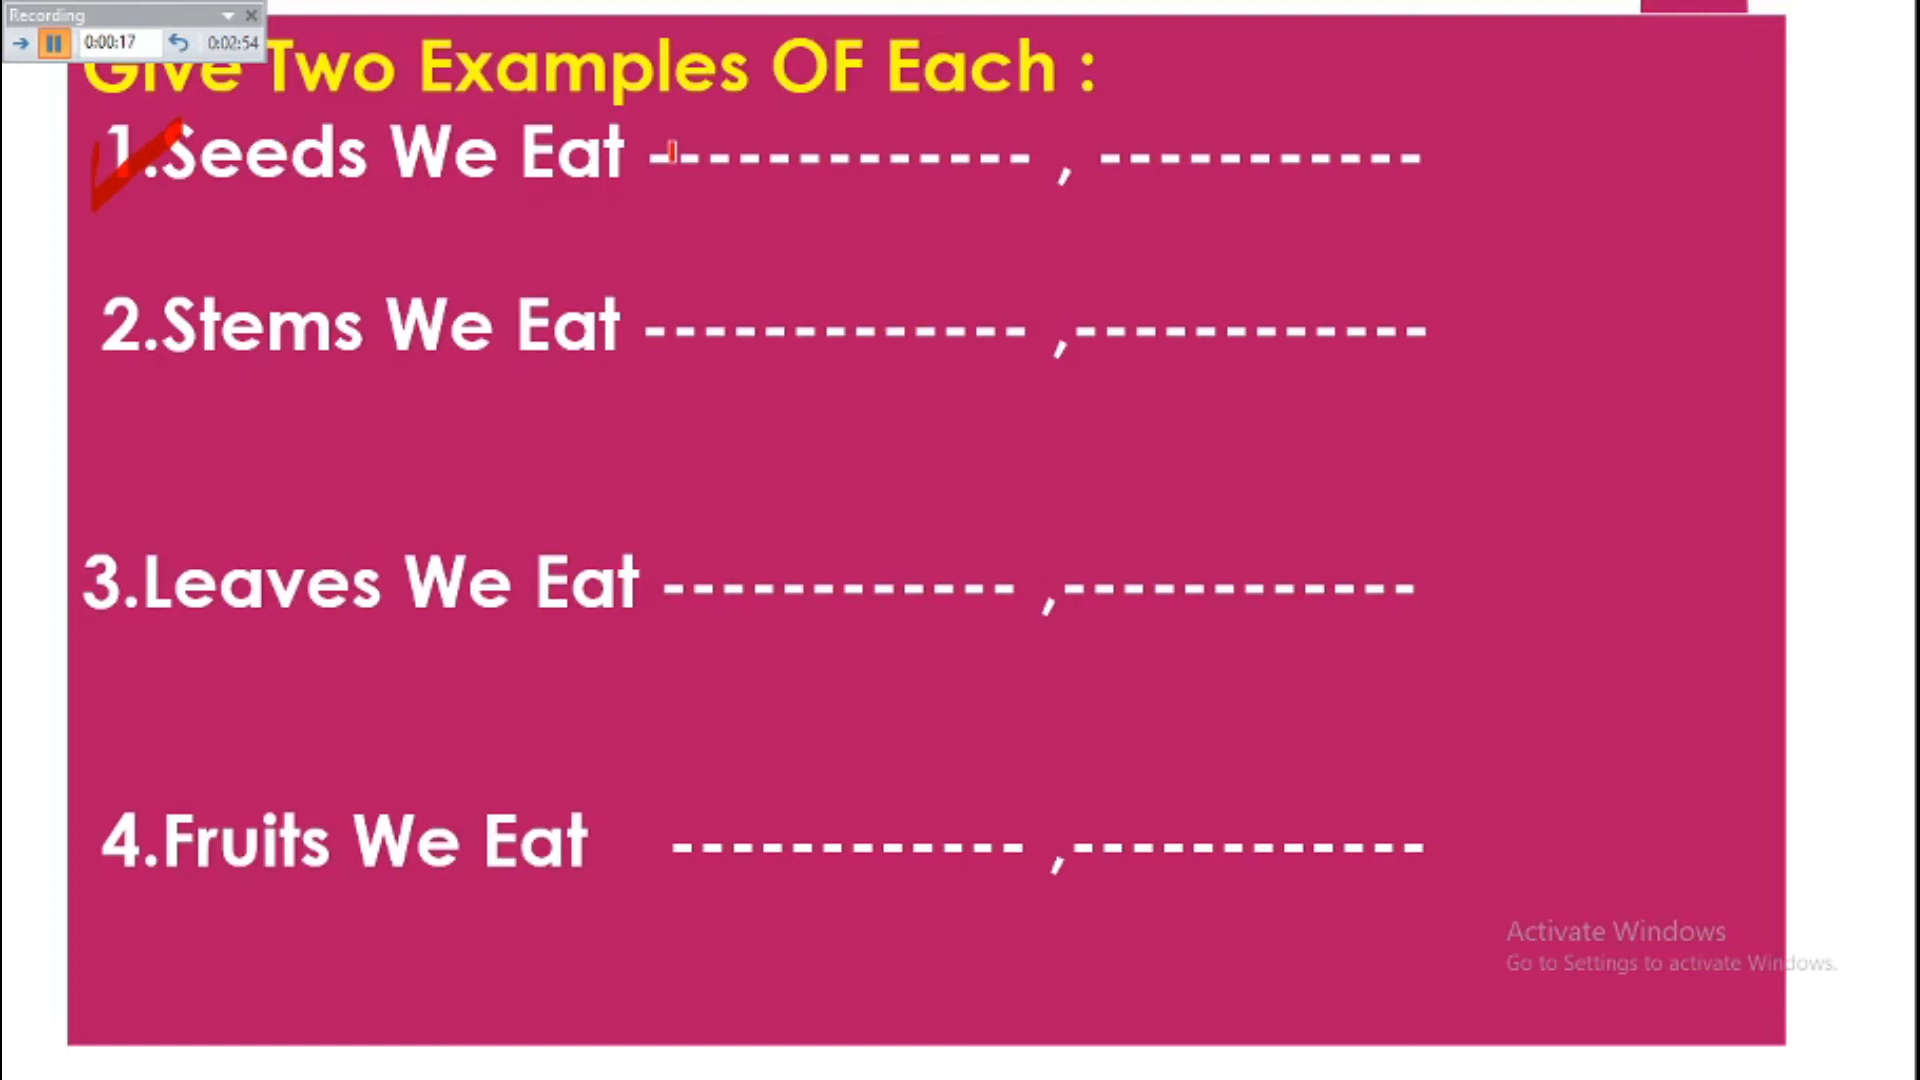 Recording
0:00:17 0:02:54
Give Two Examples OF Each :
1.Seeds We Eat ------------- , -----------
2.Stems We Eat ------------- ,------------
3.Leaves We Eat ------------ ,------------
4.Fruits We Eat ------------ ,------------
Activate Windows
Go to Settings to activate Windows.